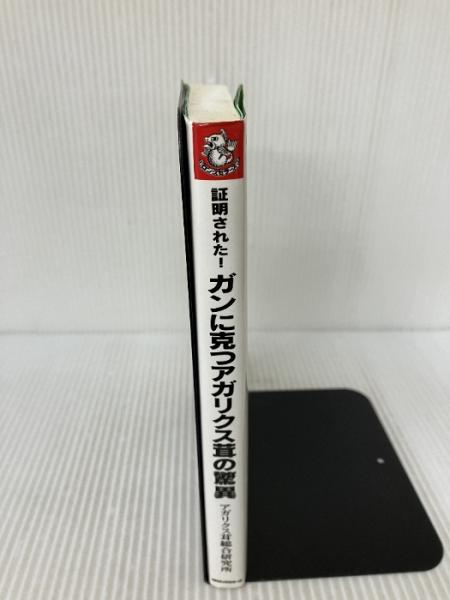 証明された!
ガンに克つアガリクス茸の驚異
アガリクス茸総合研究所